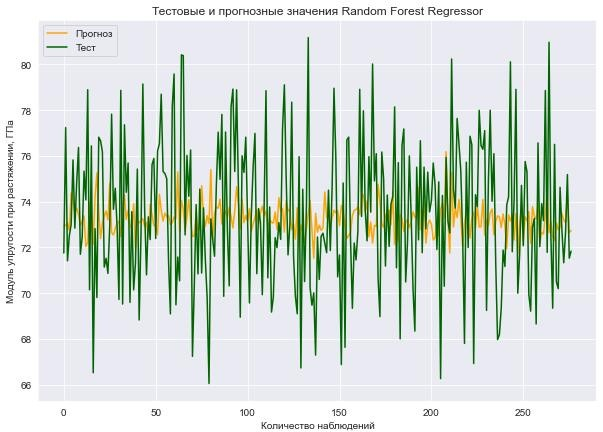 Тестовые и прогнозные значения Random Forest Regressor
Прогноз
Тест
Модуль упругости при растяжении, ГПа
80
78
76
74
72
70
68
66
0
50
100
150
200
250
Количество наблюдений